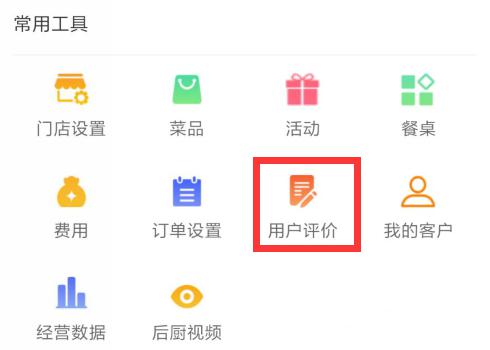 常用工具
门店设置 菜品 活动 餐桌
费用 订单设置 用户评价 我的客户
经营数据 后厨视频